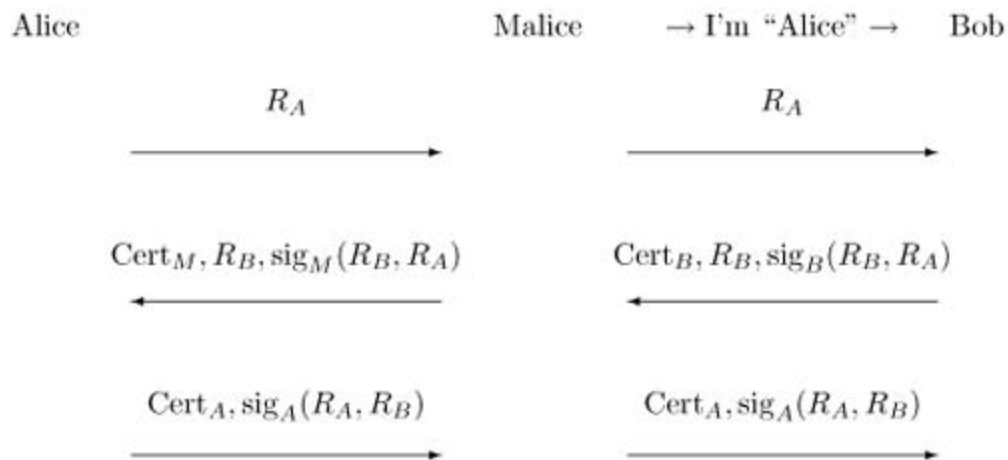 Alice Malice → I'm “Alice” → Bob
R_A R_A
Cert_M, R_B, sig_M(R_B, R_A) Cert_B, R_B, sig_B(R_B, R_A)
Cert_A, sig_A(R_A, R_B) Cert_A, sig_A(R_A, R_B)